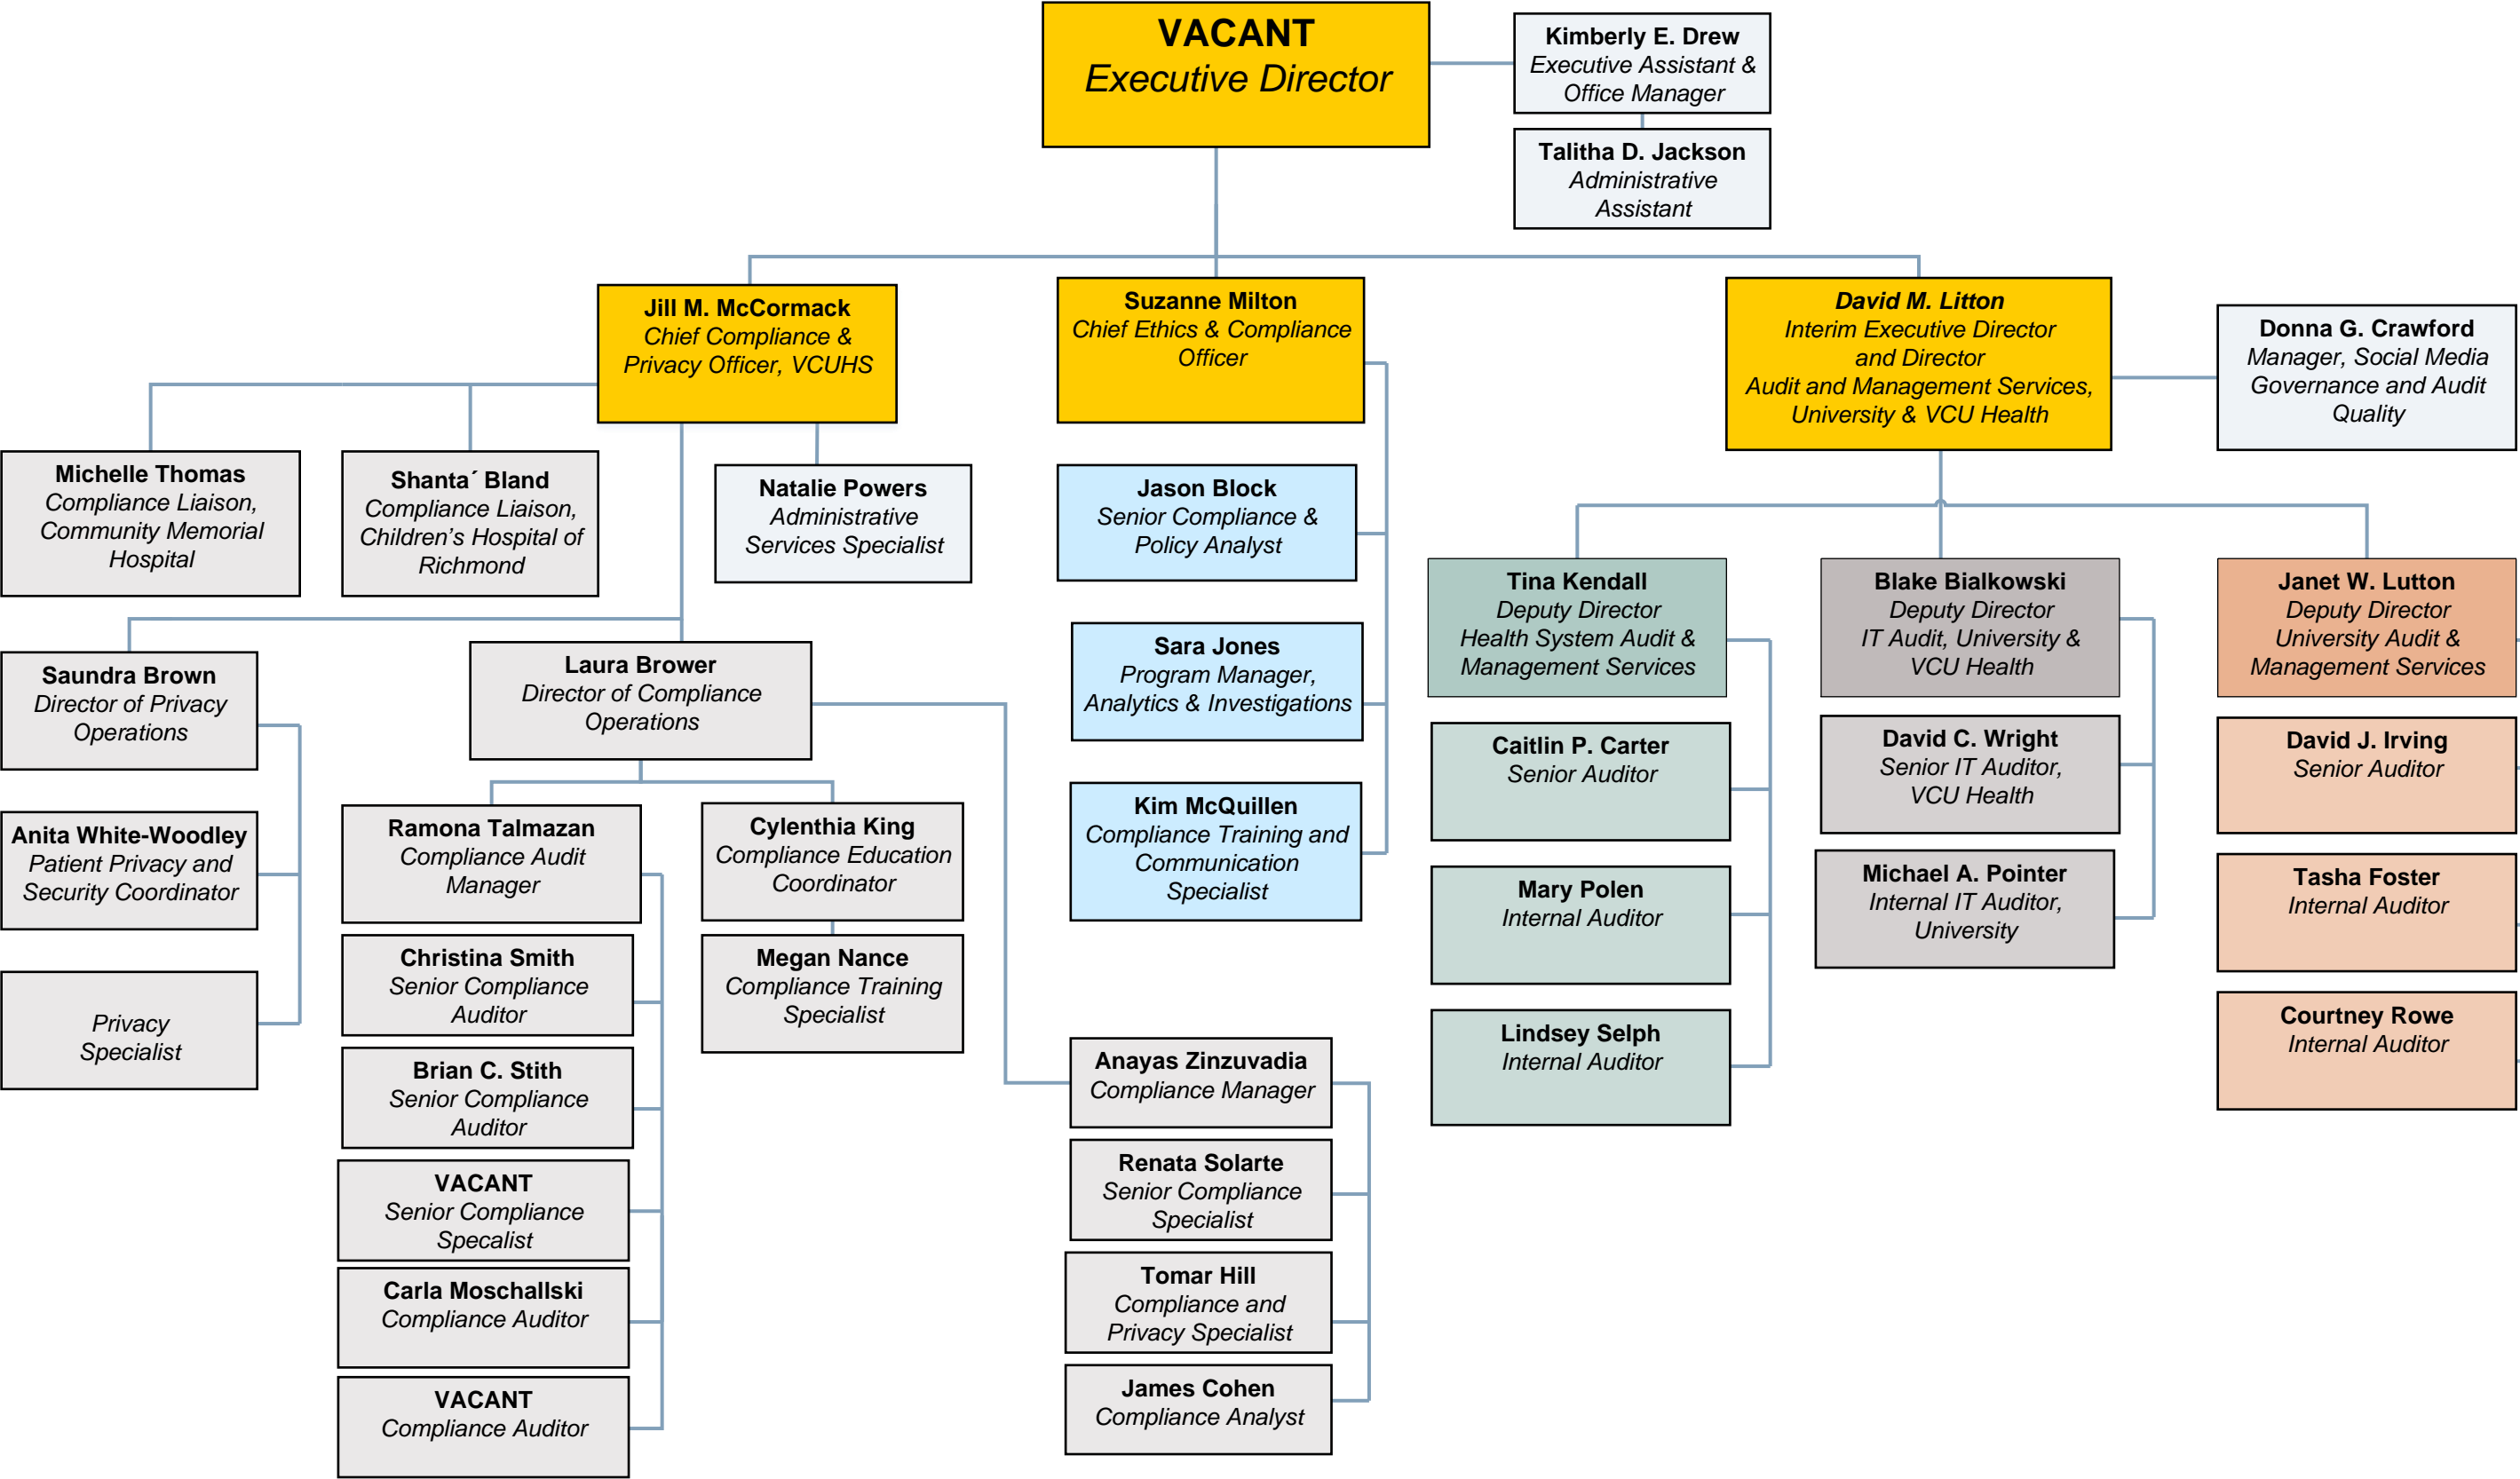 VACANT
Executive Director
Kimberly E. Drew
Executive Assistant &
Office Manager
Talitha D. Jackson
Administrative
Assistant
Jill M. McCormack
Chief Compliance &
Privacy Officer, VCUHS
Suzanne Milton
Chief Ethics & Compliance
Officer
David M. Litton
Interim Executive Director
and Director
Audit and Management Services,
University & VCU Health
Donna G. Crawford
Manager, Social Media
Governance and Audit
Quality
Michelle Thomas
Compliance Liaison,
Community Memorial
Hospital
Shanta´ Bland
Compliance Liaison,
Children’s Hospital of
Richmond
Natalie Powers
Administrative
Services Specialist
Jason Block
Senior Compliance &
Policy Analyst
Sara Jones
Program Manager,
Analytics & Investigations
Kim McQuillen
Compliance Training and
Communication
Specialist
Tina Kendall
Deputy Director
Health System Audit &
Management Services
Blake Bialkowski
Deputy Director
IT Audit, University &
VCU Health
Janet W. Lutton
Deputy Director
University Audit &
Management Services
Saundra Brown
Director of Privacy
Operations
Laura Brower
Director of Compliance
Operations
Anita White-Woodley
Patient Privacy and
Security Coordinator
Privacy
Specialist
Ramona Talmazan
Compliance Audit
Manager
Christina Smith
Senior Compliance
Auditor
Brian C. Stith
Senior Compliance
Auditor
VACANT
Senior Compliance
Specalist
Carla Moschallski
Compliance Auditor
VACANT
Compliance Auditor
Cylenthia King
Compliance Education
Coordinator
Megan Nance
Compliance Training
Specialist
Anayas Zinzuvadia
Compliance Manager
Renata Solarte
Senior Compliance
Specialist
Tomar Hill
Compliance and
Privacy Specialist
James Cohen
Compliance Analyst
Caitlin P. Carter
Senior Auditor
Mary Polen
Internal Auditor
Lindsey Selph
Internal Auditor
David C. Wright
Senior IT Auditor,
VCU Health
Michael A. Pointer
Internal IT Auditor,
University
David J. Irving
Senior Auditor
Tasha Foster
Internal Auditor
Courtney Rowe
Internal Auditor